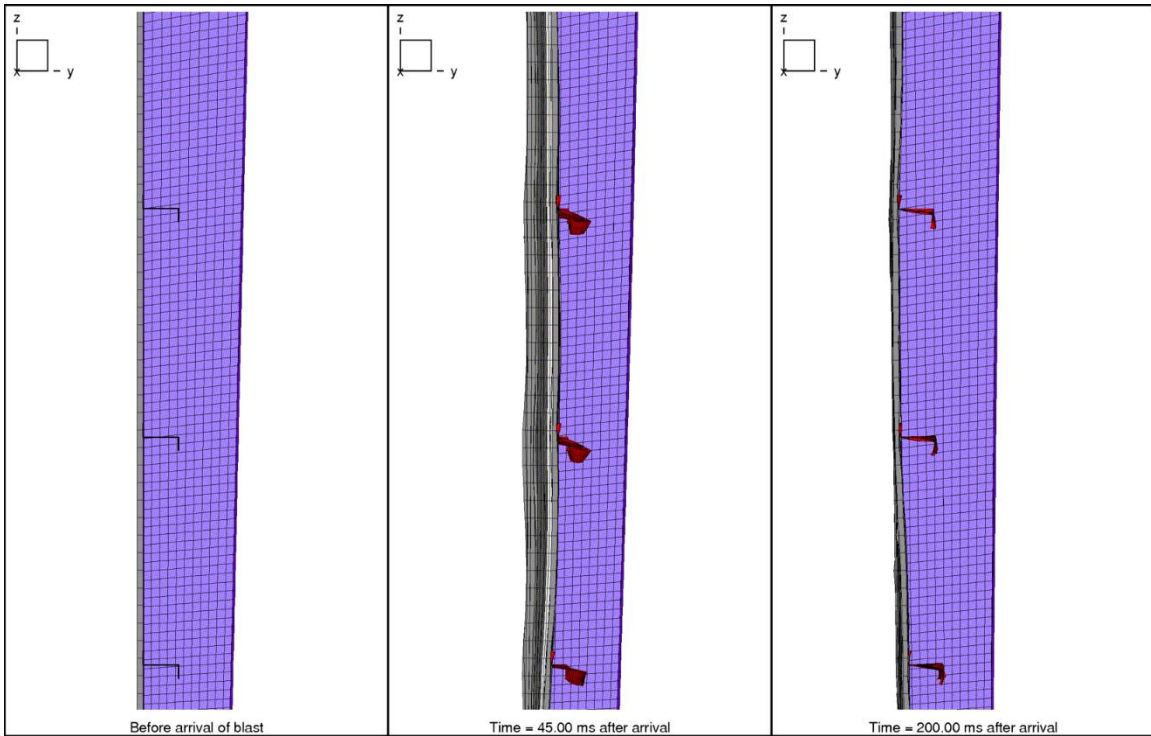 z
x
y
Before arrival of blast
z
x
y
Time = 45.00 ms after arrival
z
x
y
Time = 200.00 ms after arrival